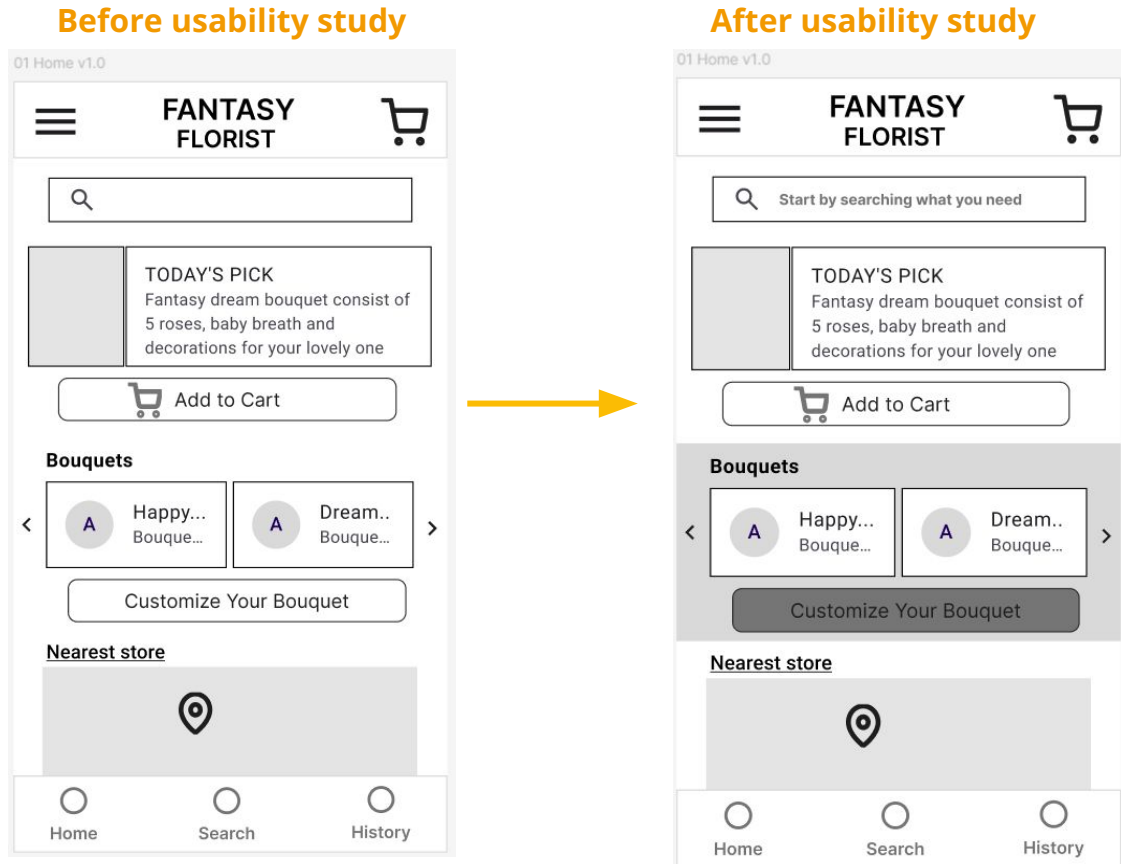 Before usability study
01 Home v1.0
FANTASY
FLORIST
TODAY'S PICK
Fantasy dream bouquet consist of
5 roses, baby breath and
decorations for your lovely one
Add to Cart
Bouquets
A
Happy...
Bouque...
A
Dream..
Bouque...
Customize Your Bouquet
Nearest store
Home
Search
History
After usability study
01 Home v1.0
FANTASY
FLORIST
Start by searching what you need
TODAY'S PICK
Fantasy dream bouquet consist of
5 roses, baby breath and
decorations for your lovely one
Add to Cart
Bouquets
A
Happy...
Bouque...
A
Dream..
Bouque...
Customize Your Bouquet
Nearest store
Home
Search
History